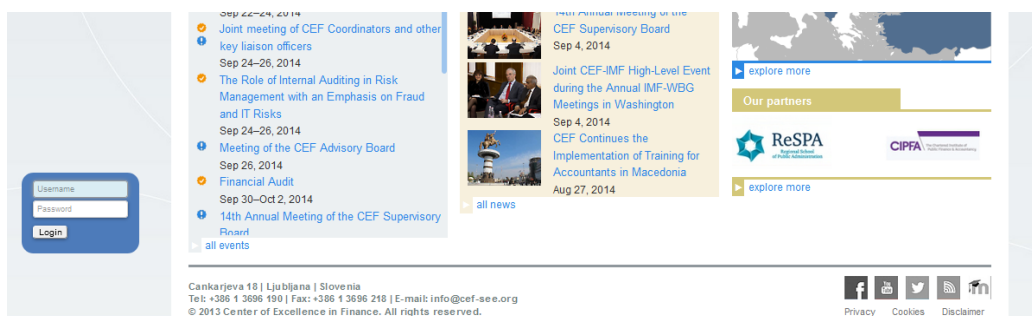 Sep 22–24, 2014
Joint meeting of CEF Coordinators and other
key liaison officers
Sep 24–26, 2014
The Role of Internal Auditing in Risk
Management with an Emphasis on Fraud
and IT Risks
Sep 24–26, 2014
Meeting of the CEF Advisory Board
Sep 26, 2014
Financial Audit
Sep 30–Oct 2, 2014
14th Annual Meeting of the CEF Supervisory
Board
all events
14th Annual Meeting of the
CEF Supervisory Board
Sep 4, 2014
Joint CEF-IMF High-Level Event
during the Annual IMF-WBG
Meetings in Washington
Sep 4, 2014
CEF Continues the
Implementation of Training for
Accountants in Macedonia
Aug 27, 2014
all news
explore more
Our partners
ReSPA
Regional School
of Public Administration
CIPFA
The Chartered Institute of
Public Finance & Accountancy
explore more
Username
Password
Login
Cankarjeva 18 | Ljubljana | Slovenia
Tel: +386 1 3696 190 | Fax: +386 1 3696 218 | E-mail: info@cef-see.org
© 2013 Center of Excellence in Finance. All rights reserved.
f
You
m
Privacy Cookies Disclaimer